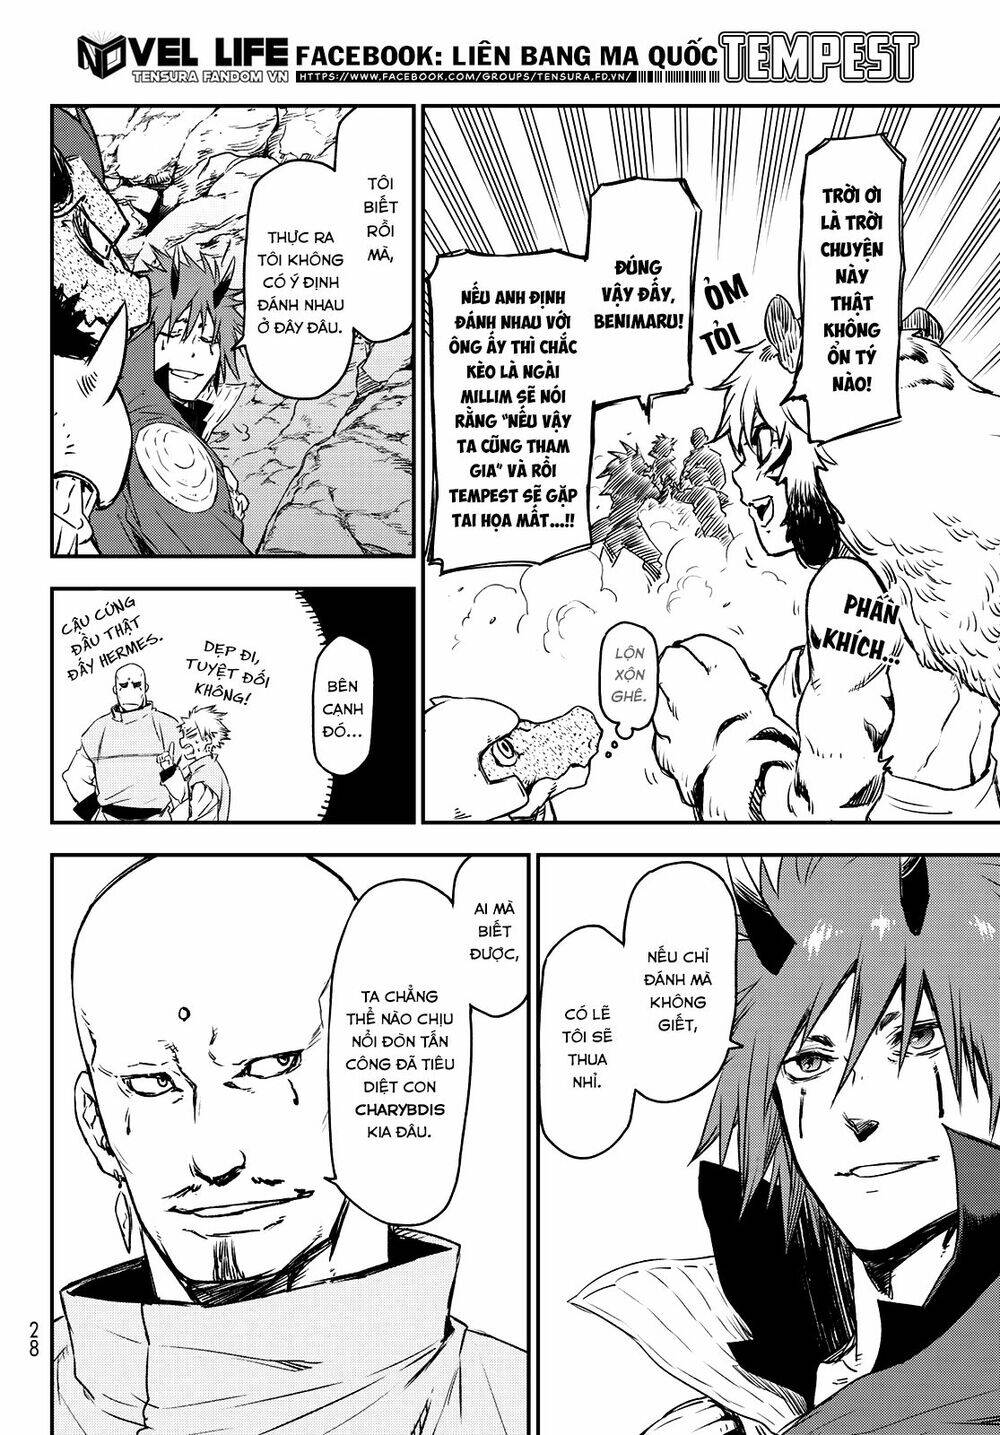 NOVEL LIFE
TENSURA FANDOM VN
FACEBOOK: LIÊN BANG MA QUỐC
HTTPS://WWW.FACEBOOK.COM/GROUPS/TENSURA.FD.VN/
TEMPEST
TRỜI ƠI
LÀ TRỜI
CHUYỆN
NÀY
THẬT
KHÔNG
ỔN TÝ
NÀO!
ỎM
TỎI
ĐÚNG
VẬY ĐẤY,
BENIMARU!
NẾU ANH ĐỊNH
ĐÁNH NHAU VỚI
ÔNG ẤY THÌ CHẮC
KÈO LÀ NGÀI
MILLIM SẼ NÓI
RẰNG “NẾU VẬY
TA CŨNG THAM
GIA” VÀ RỒI
TEMPEST SẼ GẶP
TAI HỌA MẤT...!!
PHẤN
KHÍCH...
LỘN
XỘN
GHÊ.
TÔI
BIẾT
RỒI
MÀ,
THỰC RA
TÔI KHÔNG
CÓ Ý ĐỊNH
ĐÁNH NHAU
Ở ĐÂY ĐÂU.
BÊN
CẠNH
ĐÓ...
DẸP ĐI,
TUYỆT ĐỐI
KHÔNG!
CẬU CỨNG
ĐẦU THẬT
ĐẤY HERMES.
NẾU CHỈ
ĐÁNH MÀ
KHÔNG
GIẾT,
CÓ LẼ
TÔI SẼ
THUA
NHỈ.
AI MÀ
BIẾT
ĐƯỢC,
TA CHẲNG
THỂ NÀO CHỊU
NỔI ĐÒN TẤN
CÔNG ĐÃ TIÊU
DIỆT CON
CHARYBDIS
KIA ĐÂU.
28